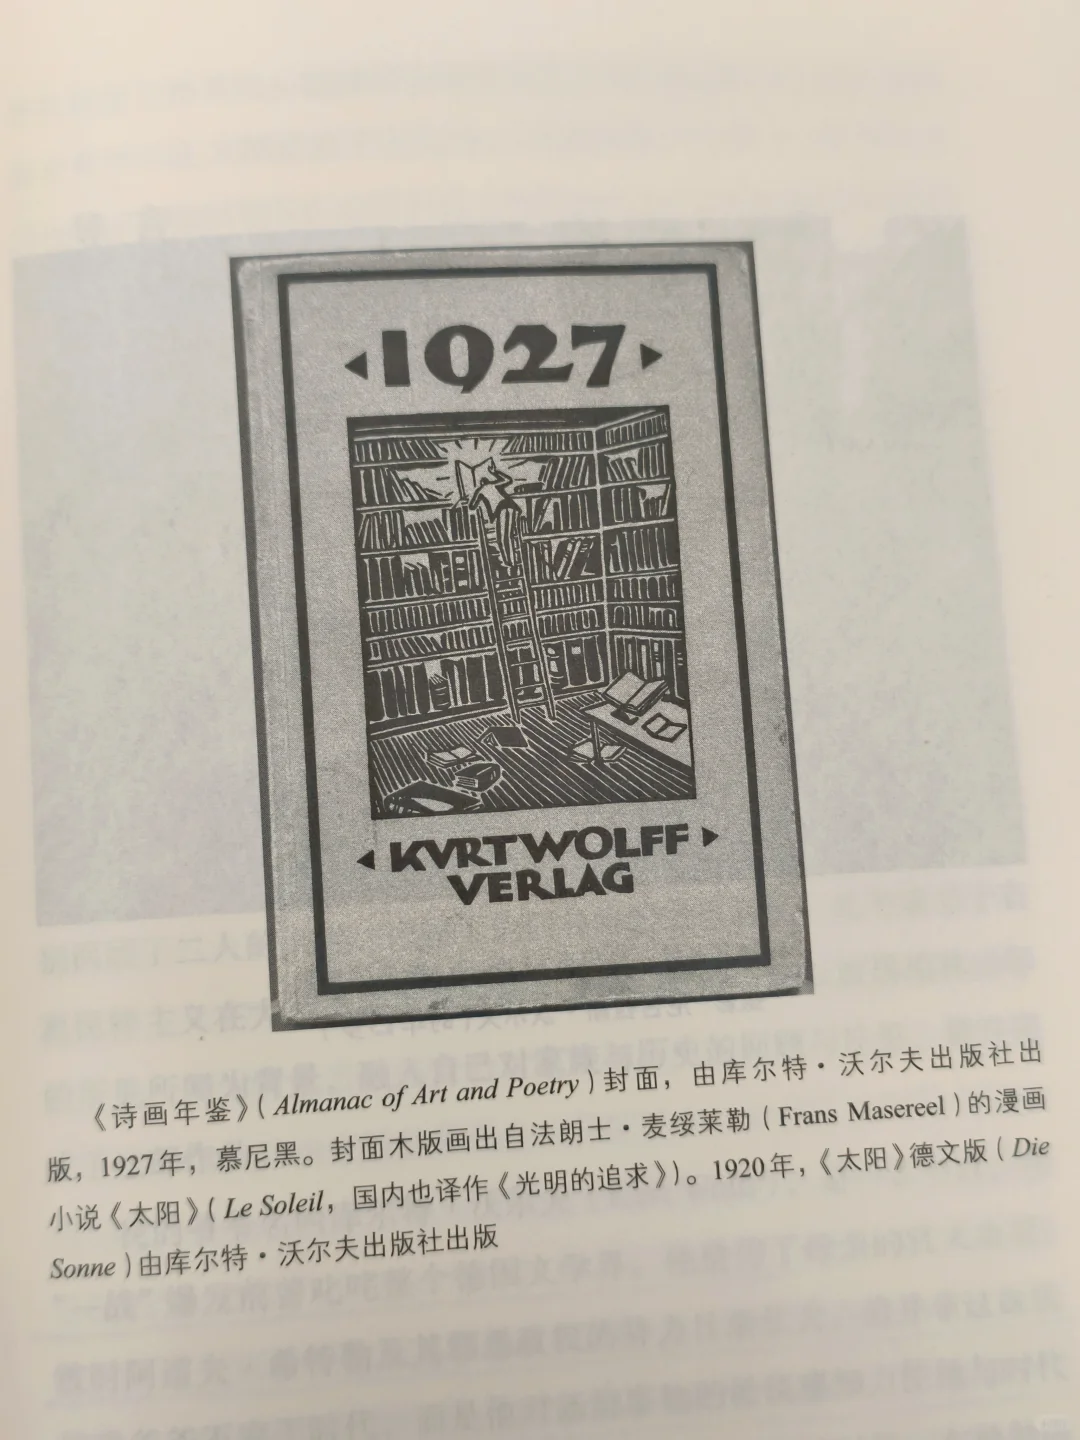 1927
KVRT WOLFF
VERLAG
《诗画年鉴》(Almanac of Art and Poetry)封面，由库尔特·沃尔夫出版社出
版，1927年，慕尼黑。封面木版画出自法朗士·麦绥莱勒（Frans Masereel）的漫画
小说《太阳》(Le Soleil，国内也译作《光明的追求》)。1920年，《太阳》德文版（Die
Sonne）由库尔特·沃尔夫出版社出版